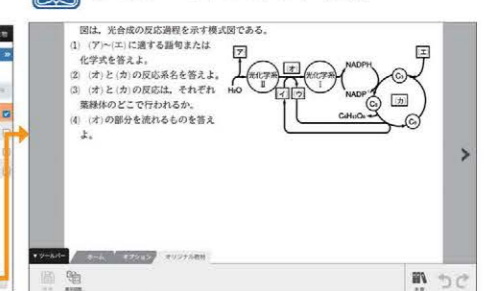 図は，光合成の反応過程を示す模式図である。
(1) (ア)～(エ)に適する語句または
化学式を答えよ。
(2) (オ)と(カ)の反応系名を答えよ。
(3) (オ)と(カ)の反応は，それぞれ
葉緑体のどこで行われるか。
(4) (オ)の部分を流れるものを答え
よ。
ア
エ
H₂O
光化学系
Ⅱ
オ
光化学系
Ⅰ
NADPH
NADP
イ
ウ
カ
C₆H₁₂O₆
ツールバー
ホーム
オプション
オリジナル教材